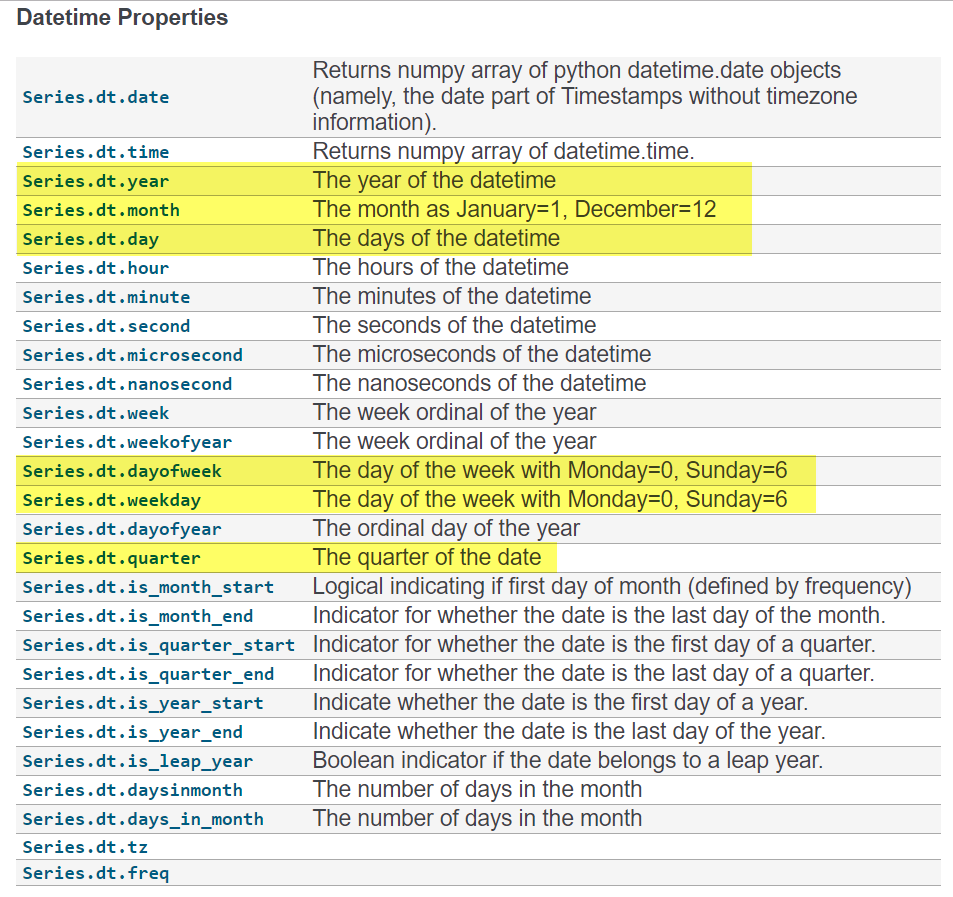 Datetime Properties
Series.dt.date Returns numpy array of python datetime.date objects
(namely, the date part of Timestamps without timezone
information).
Series.dt.time Returns numpy array of datetime.time.
Series.dt.year The year of the datetime
Series.dt.month The month as January=1, December=12
Series.dt.day The days of the datetime
Series.dt.hour The hours of the datetime
Series.dt.minute The minutes of the datetime
Series.dt.second The seconds of the datetime
Series.dt.microsecond The microseconds of the datetime
Series.dt.nanosecond The nanoseconds of the datetime
Series.dt.week The week ordinal of the year
Series.dt.weekofyear The week ordinal of the year
Series.dt.dayofweek The day of the week with Monday=0, Sunday=6
Series.dt.weekday The day of the week with Monday=0, Sunday=6
Series.dt.dayofyear The ordinal day of the year
Series.dt.quarter The quarter of the date
Series.dt.is_month_start Logical indicating if first day of month (defined by frequency)
Series.dt.is_month_end Indicator for whether the date is the last day of the month.
Series.dt.is_quarter_start Indicator for whether the date is the first day of a quarter.
Series.dt.is_quarter_end Indicator for whether the date is the last day of a quarter.
Series.dt.is_year_start Indicate whether the date is the first day of a year.
Series.dt.is_year_end Indicate whether the date is the last day of the year.
Series.dt.is_leap_year Boolean indicator if the date belongs to a leap year.
Series.dt.daysinmonth The number of days in the month
Series.dt.days_in_month The number of days in the month
Series.dt.tz
Series.dt.freq